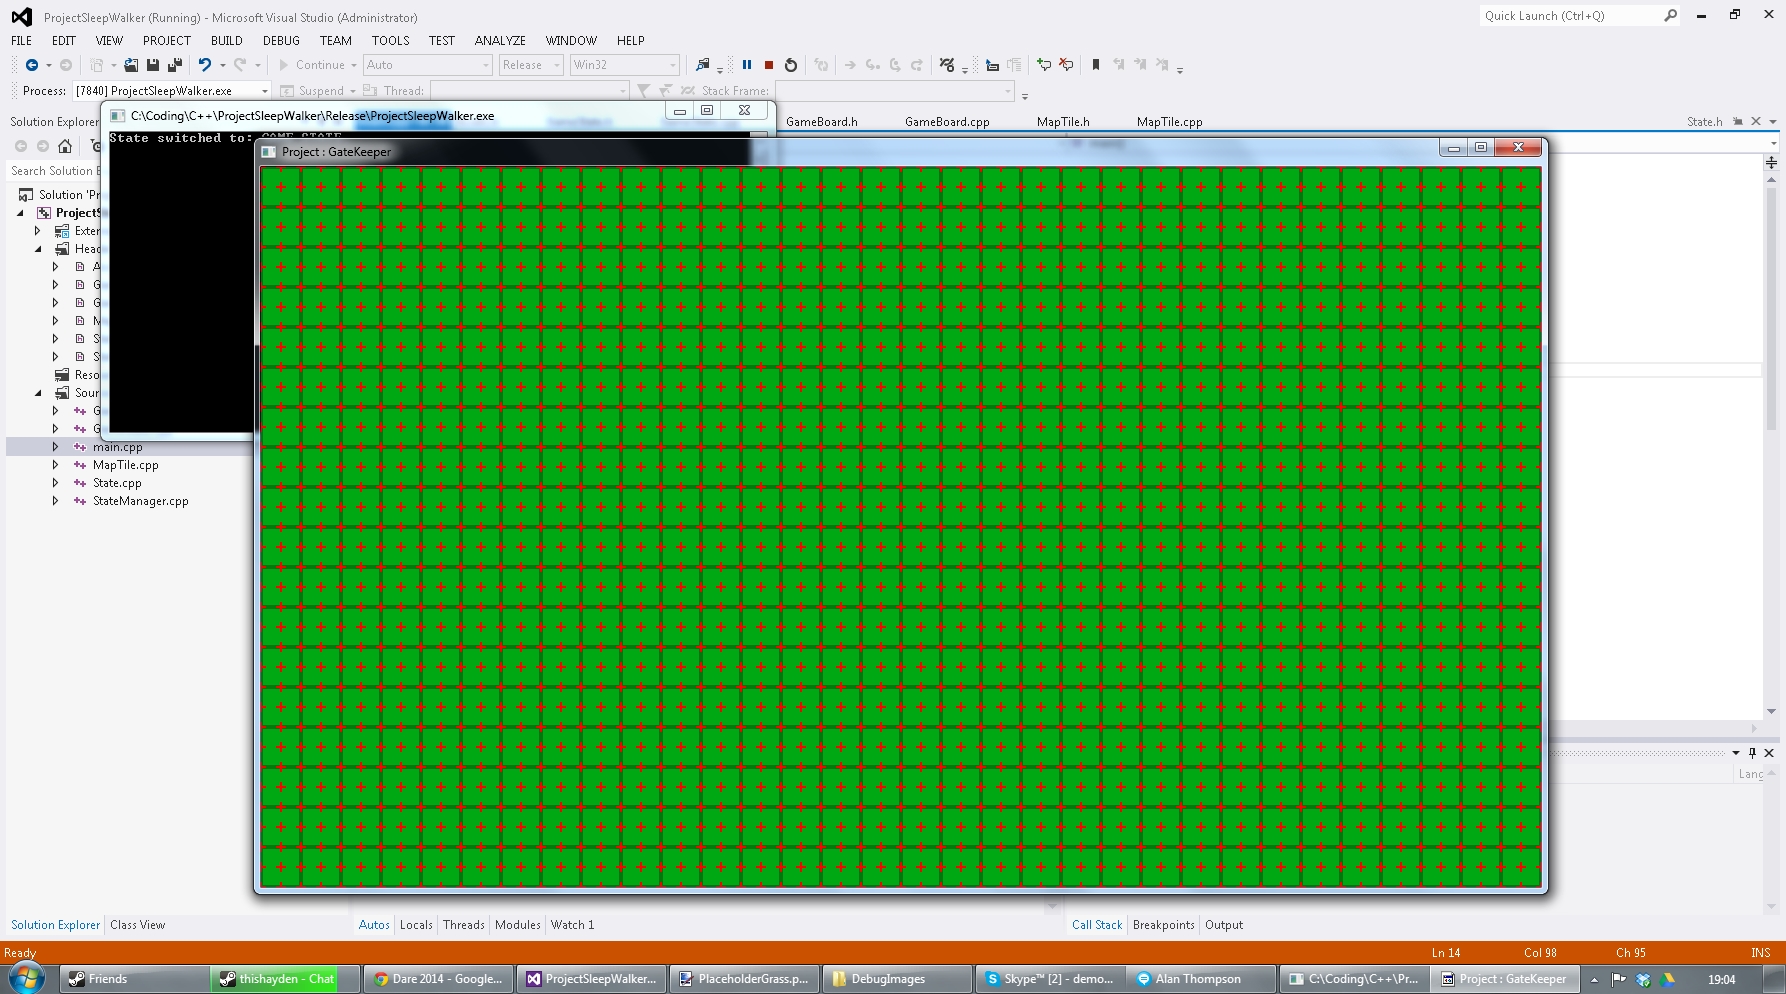 ProjectSleepWalker (Running) - Microsoft Visual Studio (Administrator)
Quick Launch (Ctrl+Q)
FILE EDIT VIEW PROJECT BUILD DEBUG TEAM TOOLS TEST ANALYZE WINDOW HELP
Continue Auto Release Win32
Process: [7840] ProjectSleepWalker.exe Suspend Thread: Stack Frame:
C:\Coding\C++\ProjectSleepWalker\Release\ProjectSleepWalker.exe
Solution Explorer GameBoard.h GameBoard.cpp MapTile.h MapTile.cpp State.h
State switched to: GAME_STATE
Project : GateKeeper
Search Solution E
Solution 'Pr
ProjectS
Exter
Head
A
G
G
M
S
S
Reso
Sour
G
G
main.cpp
MapTile.cpp
State.cpp
StateManager.cpp
Lang
Solution Explorer Class View Autos Locals Threads Modules Watch 1 Call Stack Breakpoints Output
Ready Ln 14 Col 98 Ch 95 INS
Friends thishayden - Chat Dare 2014 - Google... ProjectSleepWalker... PlaceholderGrass.p... DebugImages Skype™ [2] - demo... Alan Thompson C:\Coding\C++\Pr... Project : GateKeeper 19:04